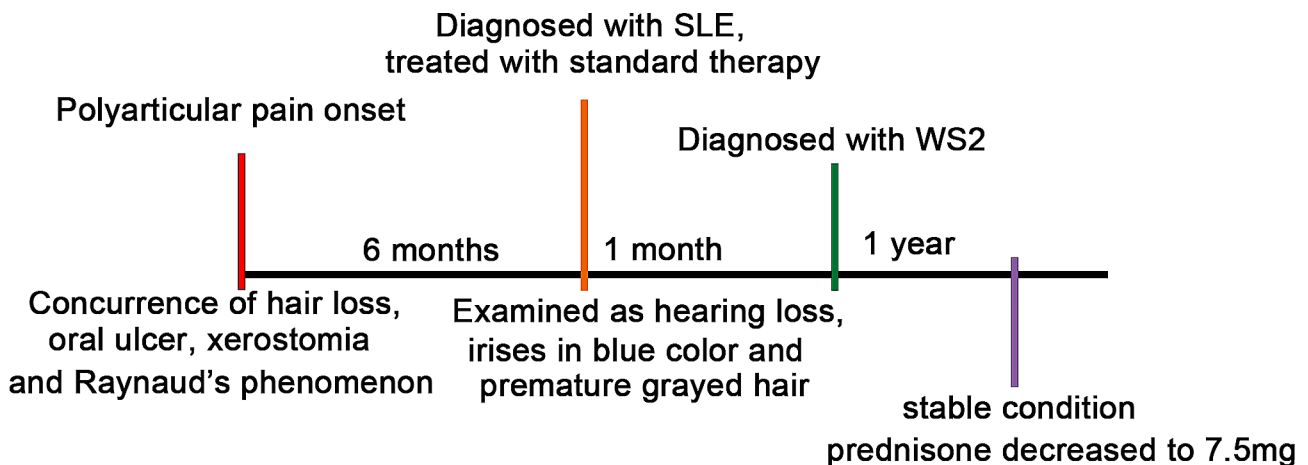 Diagnosed with SLE,
treated with standard therapy
Polyarticular pain onset
Diagnosed with WS2
6 months
1 month
1 year
Concurrence of hair loss,
oral ulcer, xerostomia
and Raynaud's phenomenon
Examined as hearing loss,
irises in blue color and
premature grayed hair
stable condition
prednisone decreased to 7.5mg